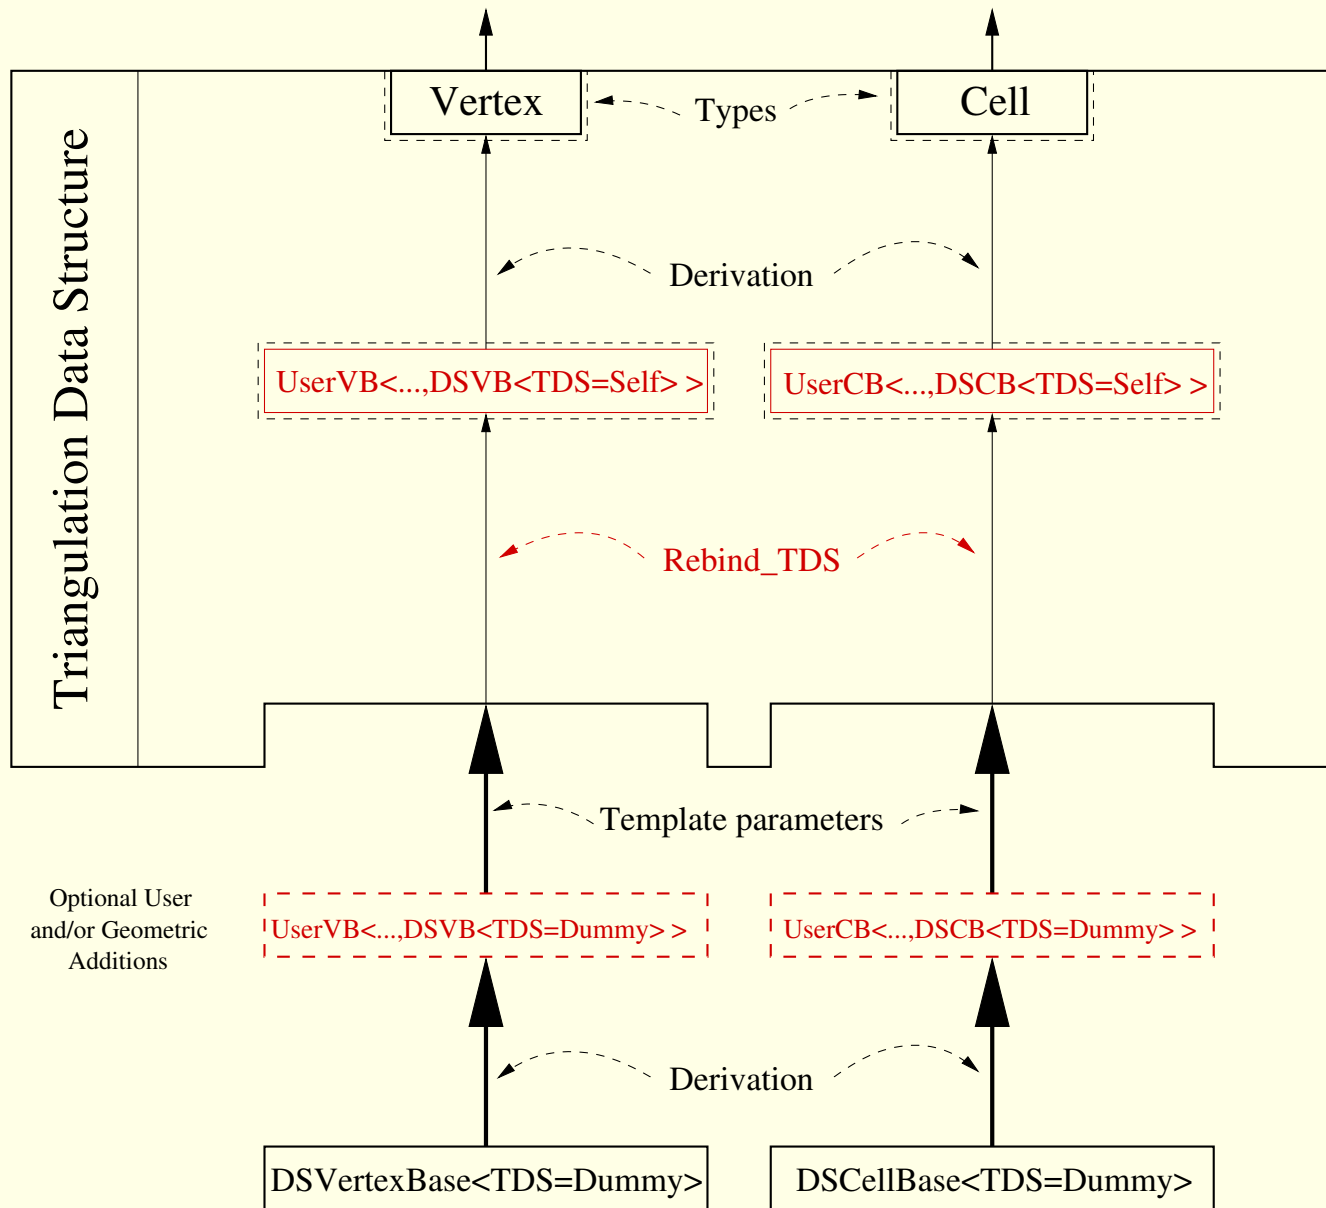 Vertex
Types
Cell
Triangulation Data Structure
Derivation
UserVB<...,DSVB<TDS=Self> >
UserCB<...,DSCB<TDS=Self> >
Rebind_TDS
Template parameters
Optional User
and/or Geometric
Additions
UserVB<...,DSVB<TDS=Dummy> >
UserCB<...,DSCB<TDS=Dummy> >
Derivation
DSVertexBase<TDS=Dummy>
DSCellBase<TDS=Dummy>